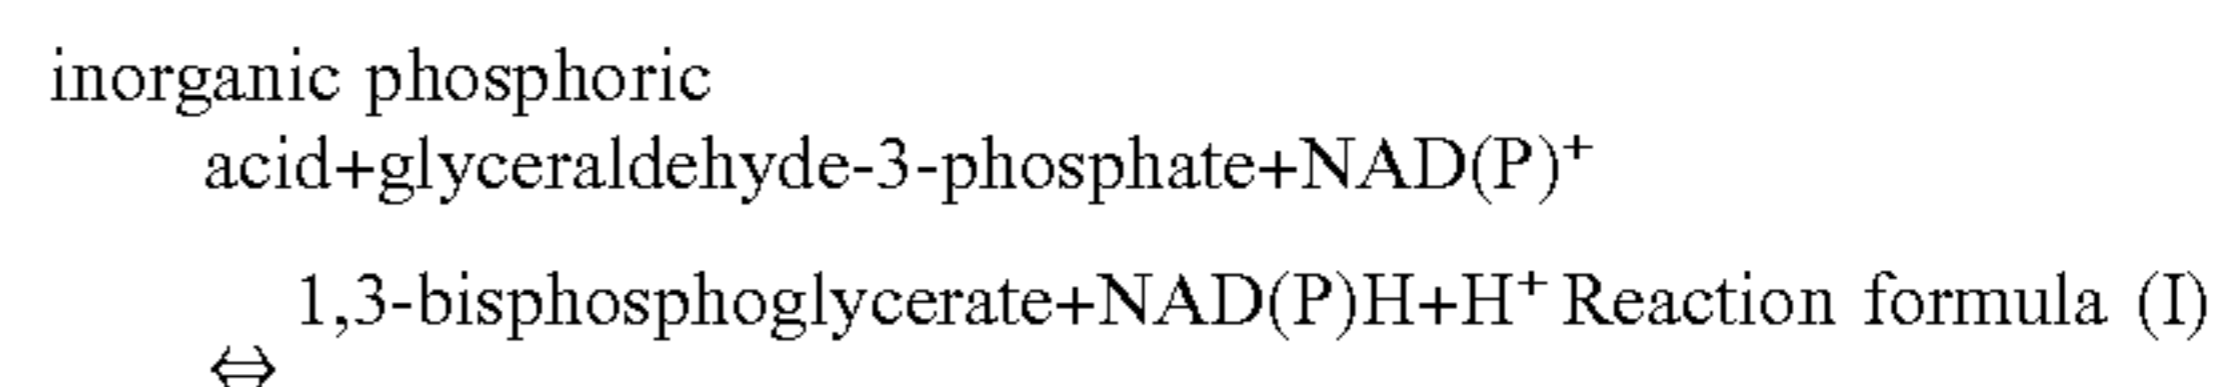 inorganic phosphoric
acid+glyceraldehyde-3-phosphate+NAD(P)⁺
1,3-bisphosphoglycerate+NAD(P)H+H⁺ Reaction formula (I)
⇔